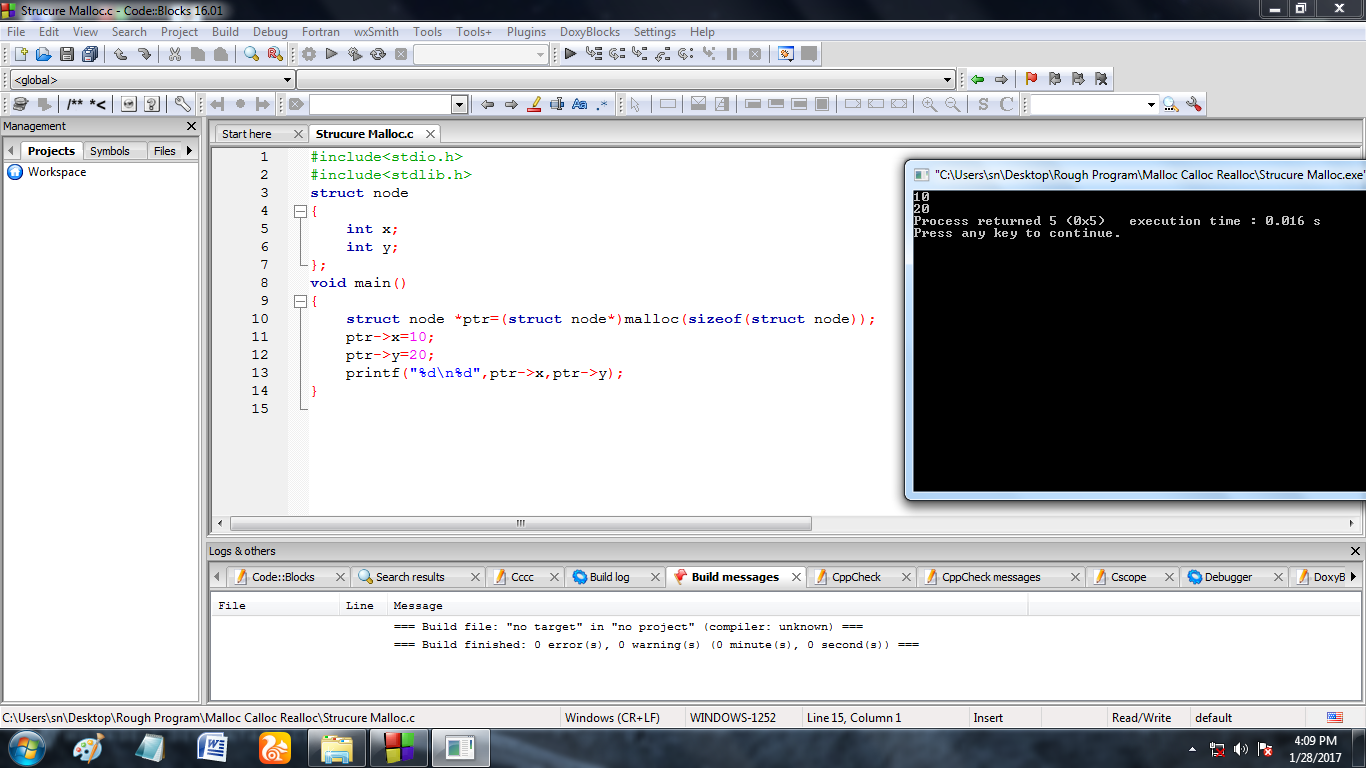 Strucure Malloc.c - Code::Blocks 16.01
File Edit View Search Project Build Debug Fortran wxSmith Tools Tools+ Plugins DoxyBlocks Settings Help
<global>
/** *<
Aa .*
S C
Management
Projects Symbols Files
Workspace
Start here Strucure Malloc.c
1 #include<stdio.h>
2 #include<stdlib.h>
3 struct node
4 {
5 int x;
6 int y;
7 };
8 void main()
9 {
10 struct node *ptr=(struct node*)malloc(sizeof(struct node));
11 ptr->x=10;
12 ptr->y=20;
13 printf("%d\n%d",ptr->x,ptr->y);
14 }
15
"C:\Users\sn\Desktop\Rough Program\Malloc Calloc Realloc\Strucure Malloc.exe"
10
20
Process returned 5 (0x5) execution time : 0.016 s
Press any key to continue.
Logs & others
Code::Blocks Search results Cccc Build log Build messages CppCheck CppCheck messages Cscope Debugger DoxyB
File Line Message
=== Build file: "no target" in "no project" (compiler: unknown) ===
=== Build finished: 0 error(s), 0 warning(s) (0 minute(s), 0 second(s)) ===
C:\Users\sn\Desktop\Rough Program\Malloc Calloc Realloc\Strucure Malloc.c Windows (CR+LF) WINDOWS-1252 Line 15, Column 1 Insert Read/Write default
4:09 PM
1/28/2017